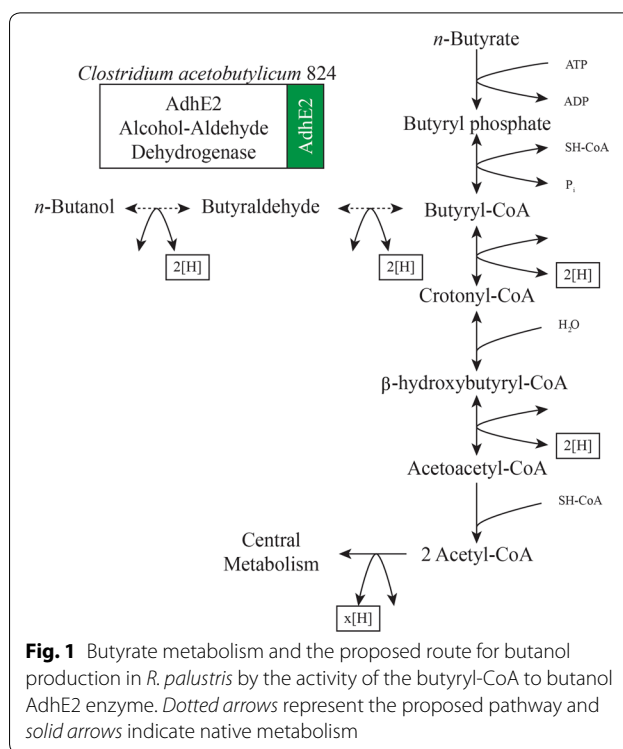 n-Butyrate
Clostridium acetobutylicum 824
AdhE2
Alcohol-Aldehyde
Dehydrogenase
AdhE2
ATP
ADP
Butyryl phosphate
SH-CoA
Pi
n-Butanol
Butyraldehyde
Butyryl-CoA
2[H]
2[H]
2[H]
Crotonyl-CoA
H₂O
β-hydroxybutyryl-CoA
2[H]
Acetoacetyl-CoA
SH-CoA
Central
Metabolism
2 Acetyl-CoA
x[H]
Fig. 1 Butyrate metabolism and the proposed route for butanol
production in R. palustris by the activity of the butyryl-CoA to butanol
AdhE2 enzyme. Dotted arrows represent the proposed pathway and
solid arrows indicate native metabolism